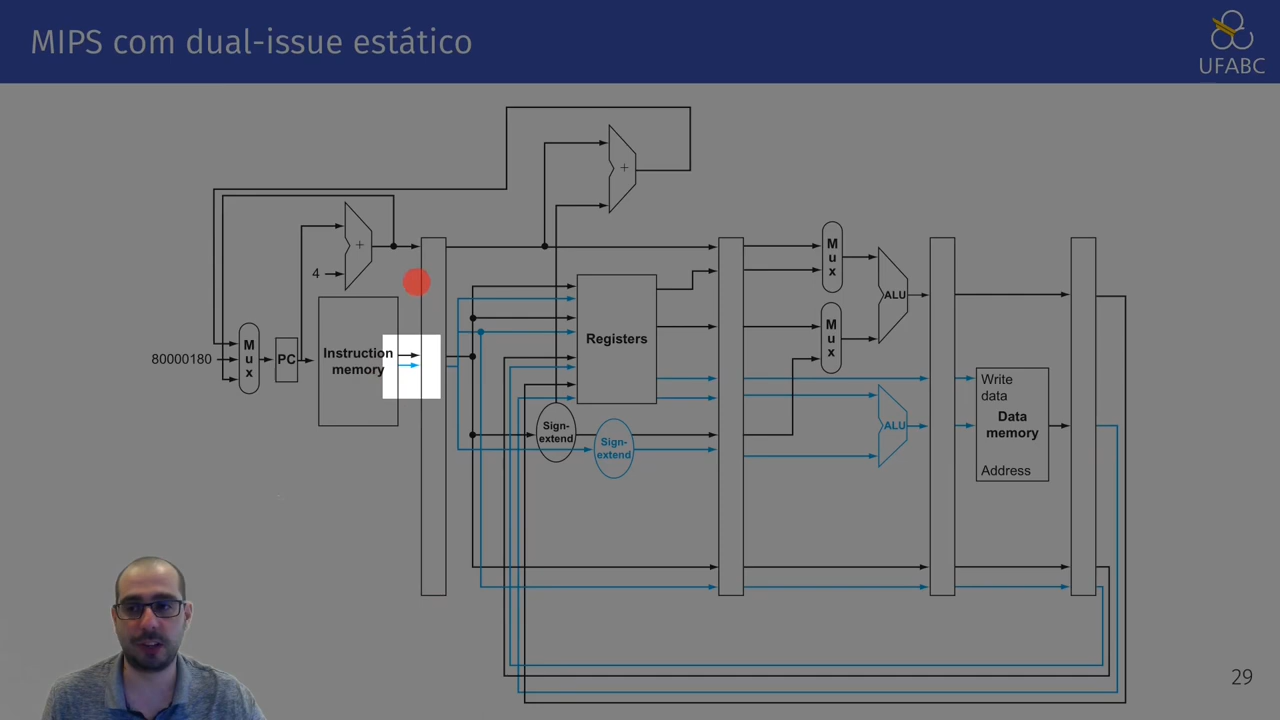 MIPS com dual-issue estático
UFABC
+
+
4
M
u
x
ALU
80000180
M
u
x
PC
Instruction
memory
Registers
M
u
x
Write
data
Data
memory
Address
Sign-
extend
Sign-
extend
ALU
29